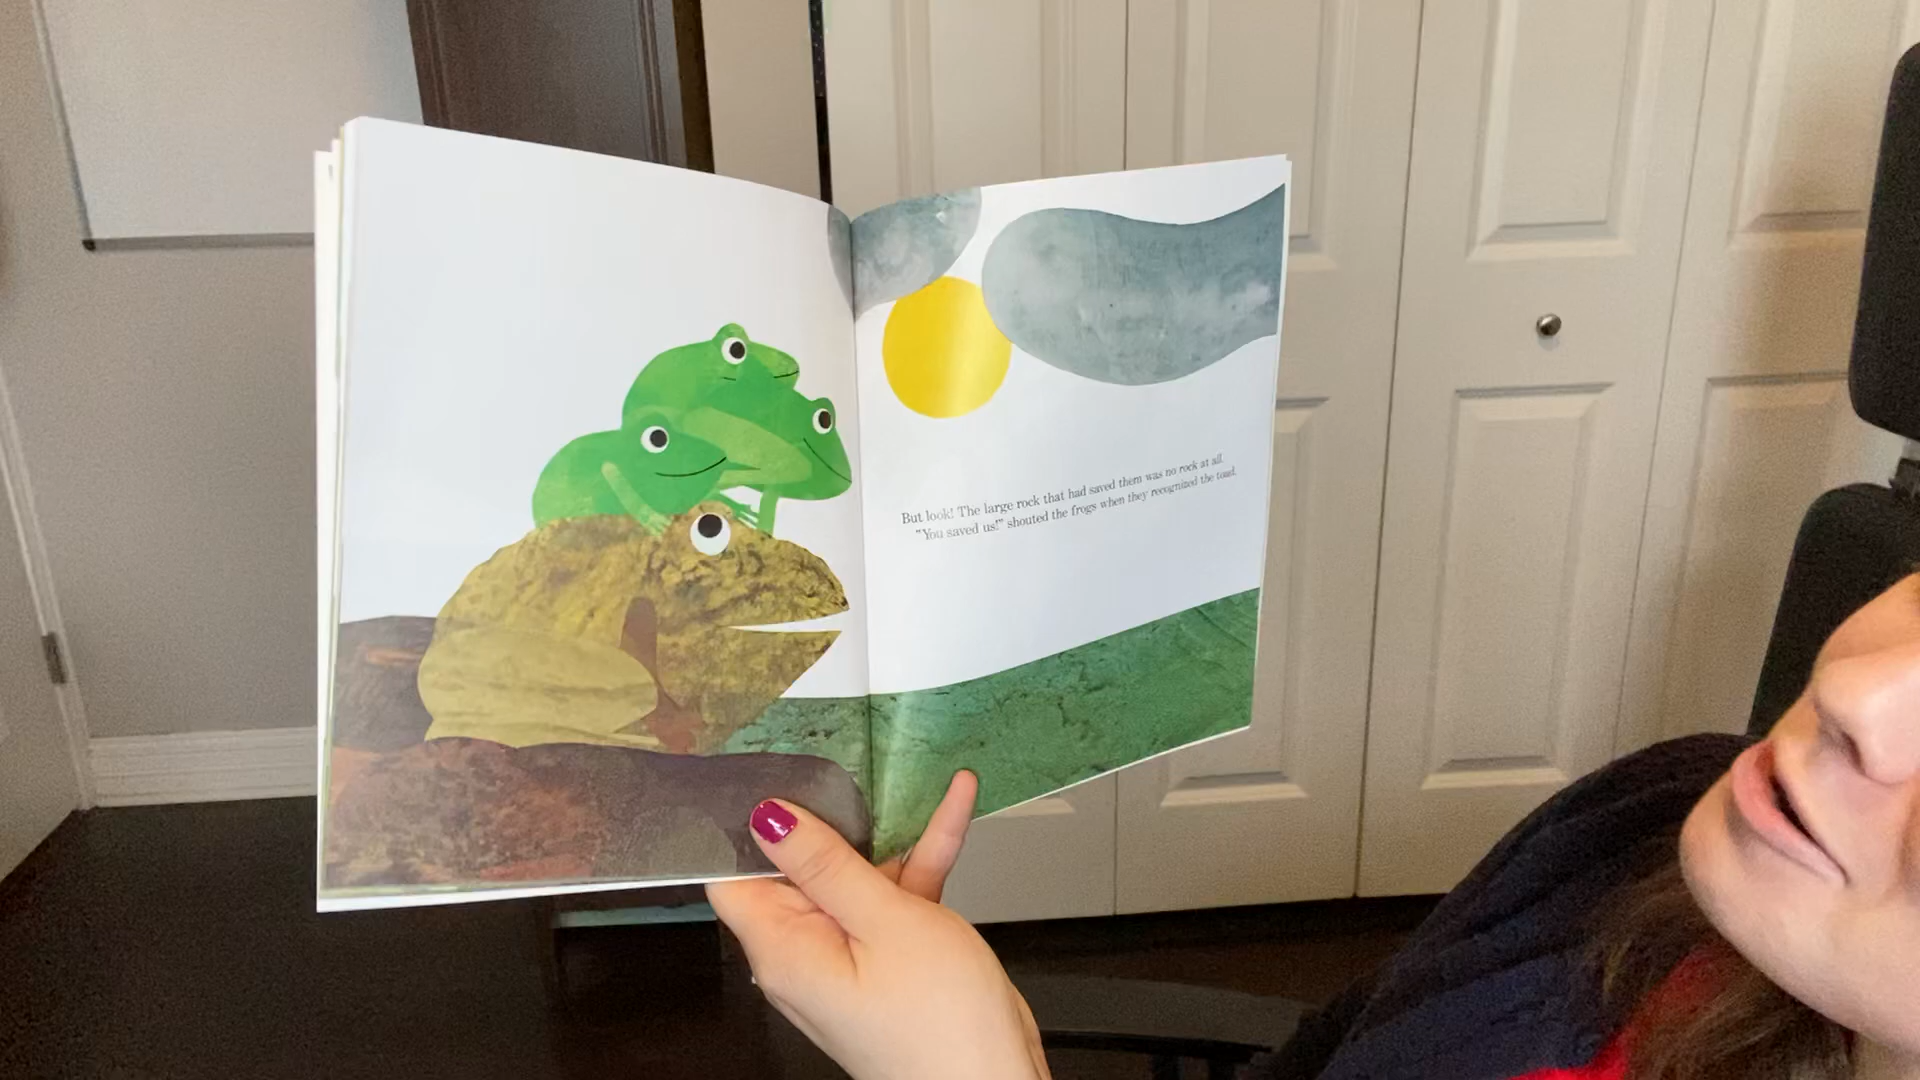 But look! The large rock that had saved them was no rock at all.
"You saved us!" shouted the frogs when they recognized the toad.